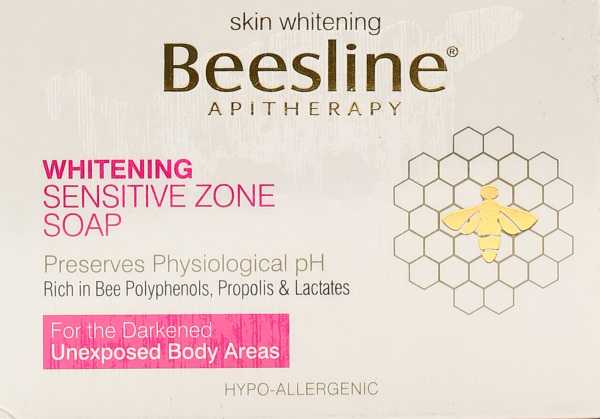 skin whitening
Beesline®
APITHERAPY
WHITENING
SENSITIVE ZONE
SOAP
Preserves Physiological pH
Rich in Bee Polyphenols, Propolis & Lactates
For the Darkened
Unexposed Body Areas
HYPO-ALLERGENIC